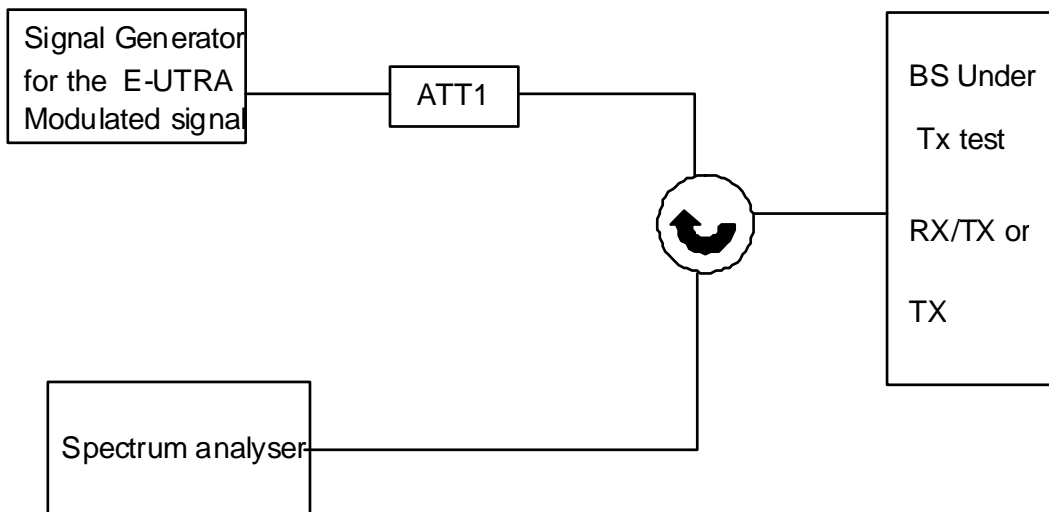 Signal Generator
for the E-UTRA
Modulated signal
ATT1
BS Under
Tx test
RX/TX or
TX
Spectrum analyser